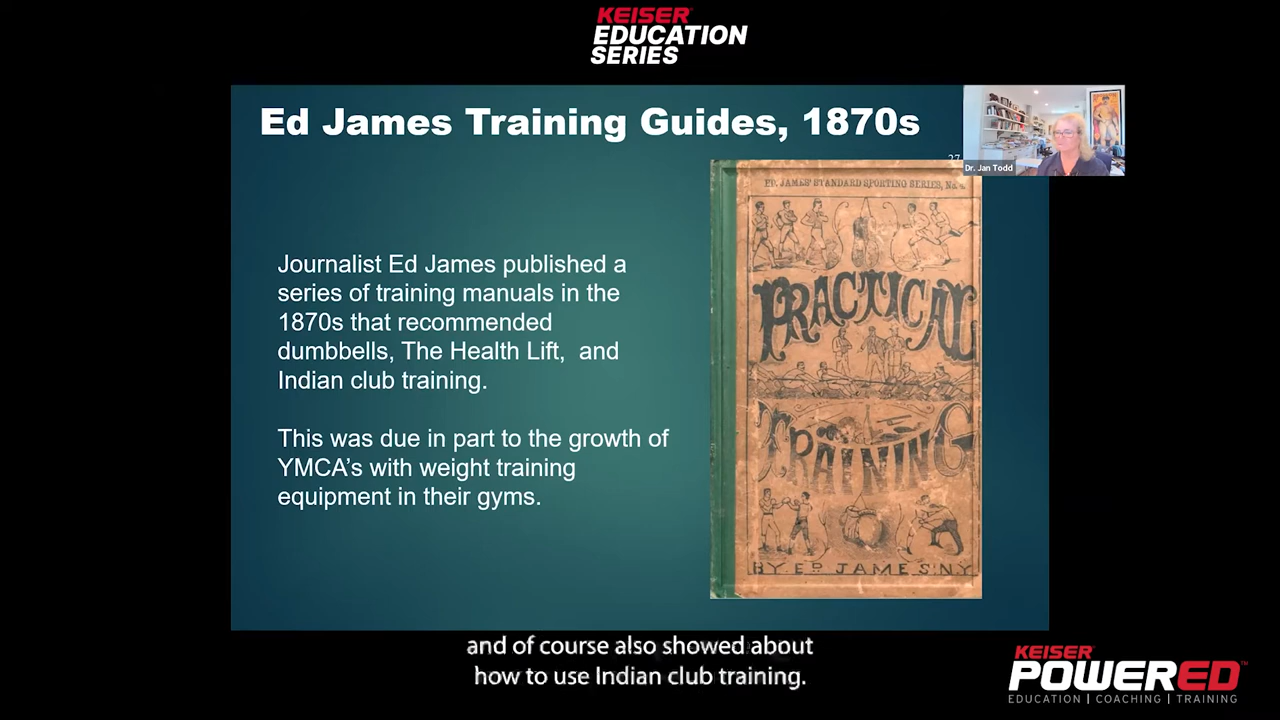 KEISER
EDUCATION
SERIES
Ed James Training Guides, 1870s
27
Dr. Jan Todd
Journalist Ed James published a
series of training manuals in the
1870s that recommended
dumbbells, The Health Lift, and
Indian club training.
This was due in part to the growth of
YMCA's with weight training
equipment in their gyms.
ED. JAMES' STANDARD SPORTING SERIES, No.
PRACTICAL
TRAINING
BY ED JAMES N.Y.
and of course also showed about
how to use Indian club training.
KEISER
POWERED™
EDUCATION | COACHING | TRAINING